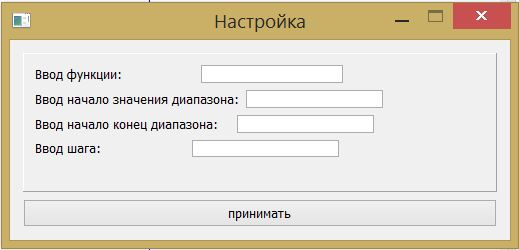 Настройка
Ввод функции:
Ввод начало значения диапазона:
Ввод начало конец диапазона:
Ввод шага:
принимать